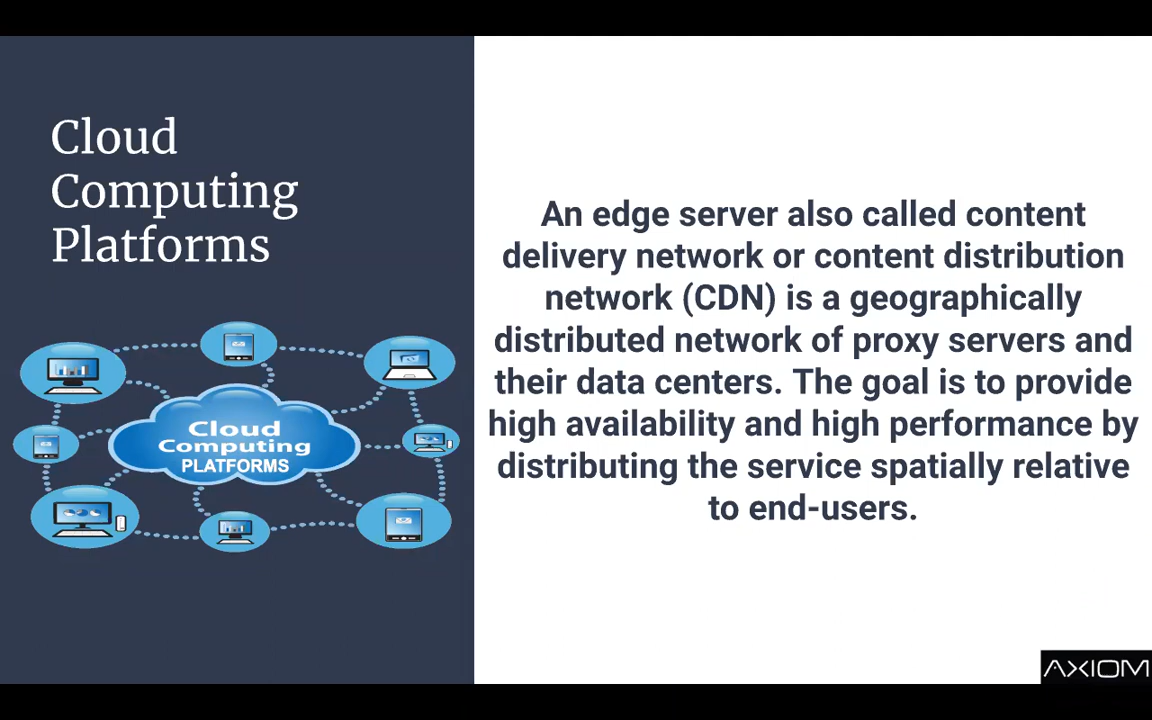 Cloud
Computing
Platforms
Cloud
Computing
PLATFORMS
An edge server also called content
delivery network or content distribution
network (CDN) is a geographically
distributed network of proxy servers and
their data centers. The goal is to provide
high availability and high performance by
distributing the service spatially relative
to end-users.
AXIOM